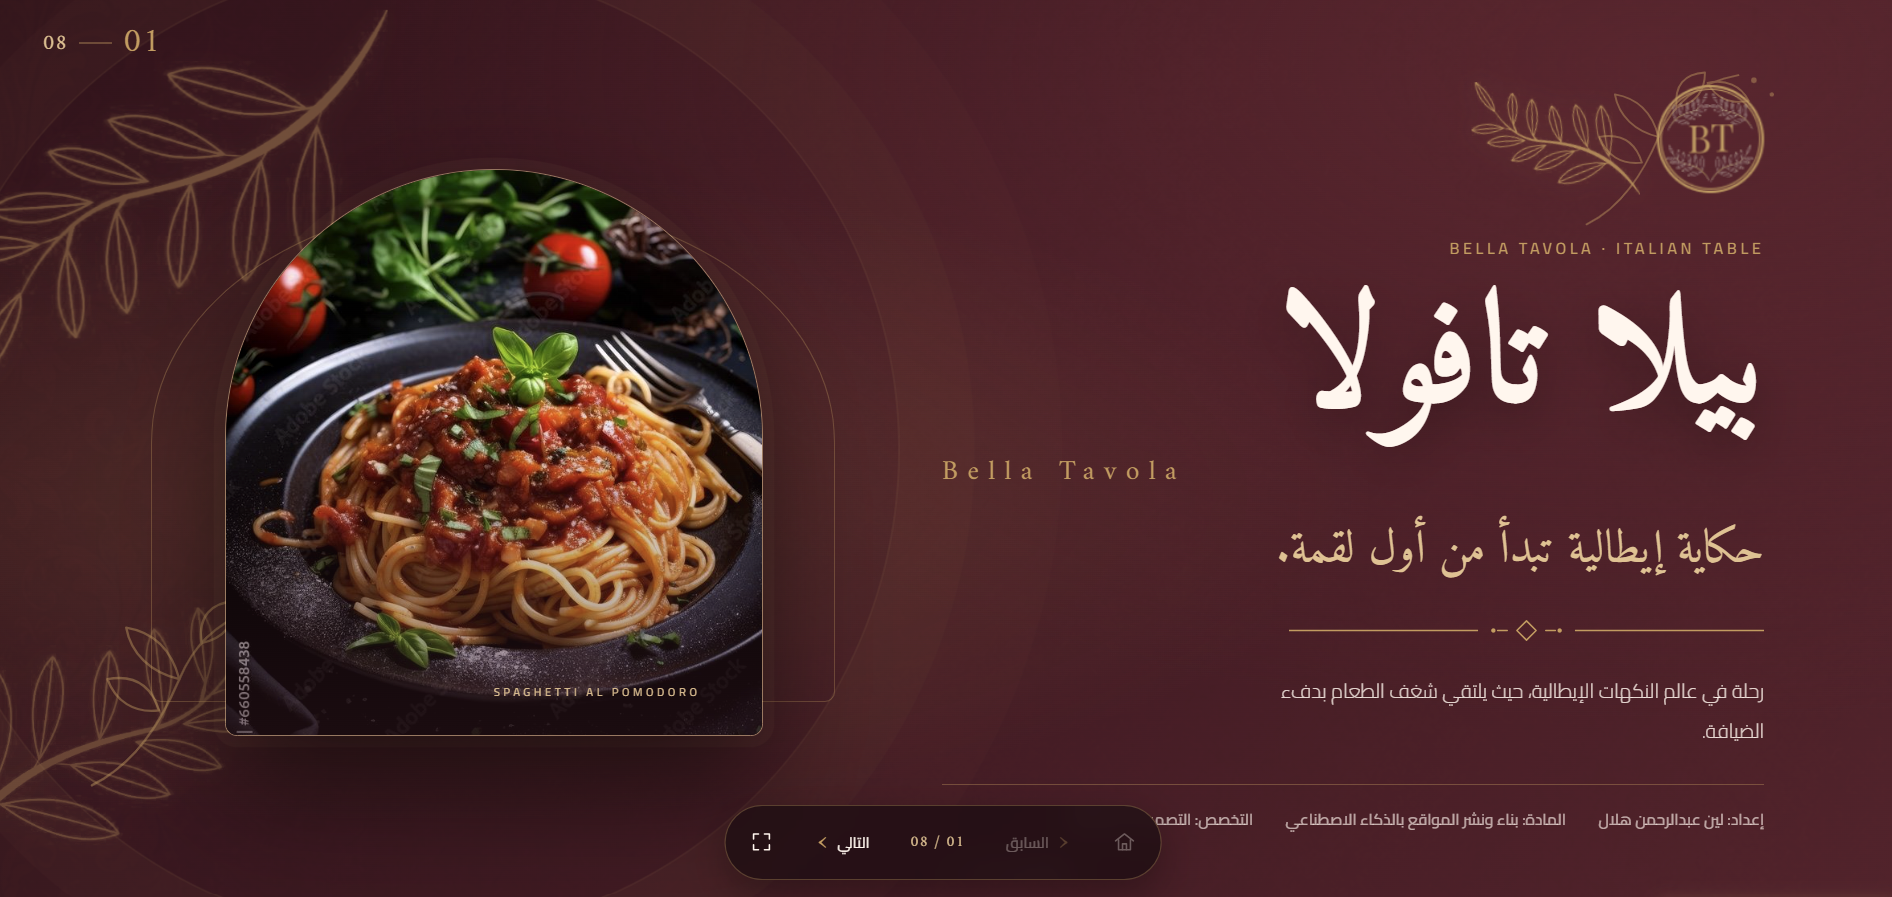 08 — 01
BT
BELLA TAVOLA · ITALIAN TABLE
بيلا تافولا
Bella Tavola
حكاية إيطالية تبدأ من أول لقمة.
رحلة في عالم النكهات الإيطالية، حيث يلتقي شغف الطعام بدفء
الضيافة.
SPAGHETTI AL POMODORO
#660558438
Adobe Stock
إعداد: لين عبدالرحمن هلال المادة: بناء ونشر المواقع بالذكاء الاصطناعي التخصص:
السابق 08 / 01 التالي